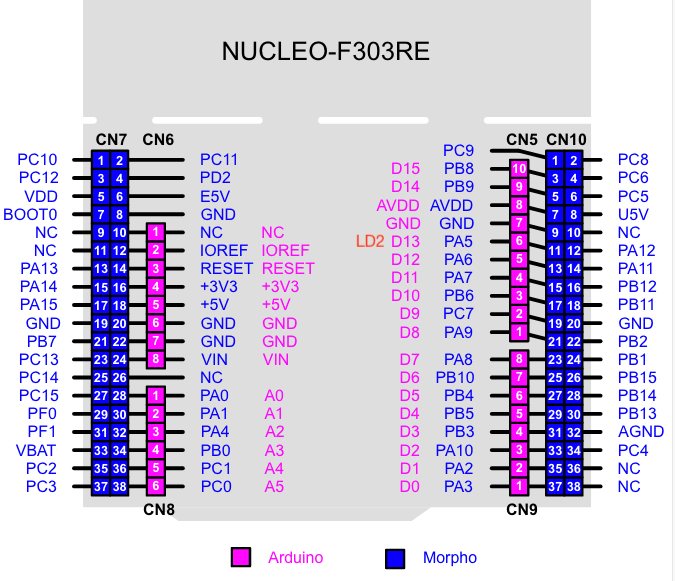 NUCLEO-F303RE
CN7 CN6 CN5 CN10
PC9
PC10 1 2 PC11 D15 PB8 10 1 2 PC8
PC12 3 4 PD2 D14 PB9 9 3 4 PC6
VDD 5 6 E5V AVDD AVDD 8 5 6 PC5
BOOT0 7 8 GND GND GND 7 7 8 U5V
NC 9 10 1 NC NC LD2 D13 PA5 6 9 10 NC
NC 11 12 2 IOREF IOREF D12 PA6 5 11 12 PA12
PA13 13 14 3 RESET RESET D11 PA7 4 13 14 PA11
PA14 15 16 4 +3V3 +3V3 D10 PB6 3 15 16 PB12
PA15 17 18 5 +5V +5V D9 PC7 2 17 18 PB11
GND 19 20 6 GND GND D8 PA9 1 19 20 GND
PB7 21 22 7 GND GND 21 22 PB2
PC13 23 24 8 VIN VIN D7 PA8 8 23 24 PB1
PC14 25 26 NC D6 PB10 7 25 26 PB15
PC15 27 28 1 PA0 A0 D5 PB4 6 27 28 PB14
PF0 29 30 2 PA1 A1 D4 PB5 5 29 30 PB13
PF1 31 32 3 PA4 A2 D3 PB3 4 31 32 AGND
VBAT 33 34 4 PB0 A3 D2 PA10 3 33 34 PC4
PC2 35 36 5 PC1 A4 D1 PA2 2 35 36 NC
PC3 37 38 6 PC0 A5 D0 PA3 1 37 38 NC
CN8 CN9
Arduino Morpho